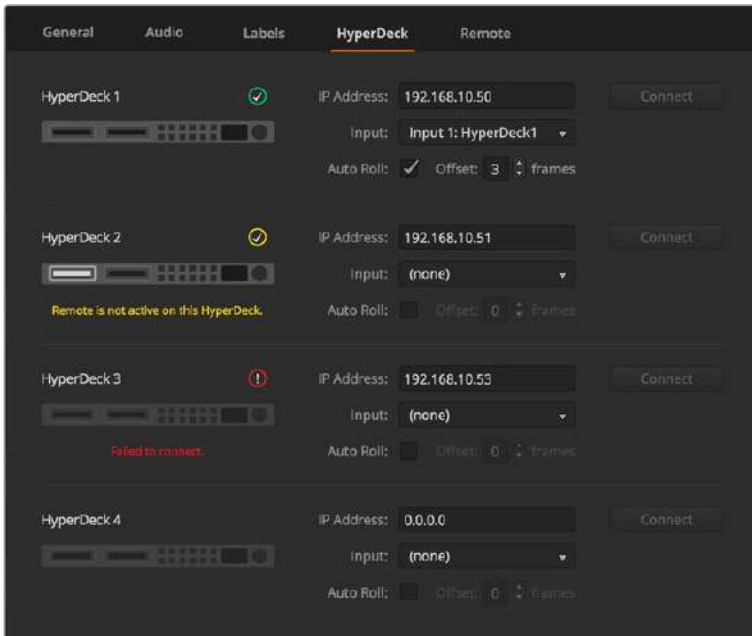 General Audio Labels HyperDeck Remote
HyperDeck 1 IP Address: 192.168.10.50 Connect
Input: Input 1: HyperDeck1
Auto Roll: Offset: 3 frames
HyperDeck 2 IP Address: 192.168.10.51 Connect
Input: (none)
Remote is not active on this HyperDeck. Auto Roll: Offset: 0 frames
HyperDeck 3 IP Address: 192.168.10.53 Connect
Input: (none)
Failed to connect. Auto Roll: Offset: 0 frames
HyperDeck 4 IP Address: 0.0.0.0 Connect
Input: (none)
Auto Roll: Offset: 0 frames